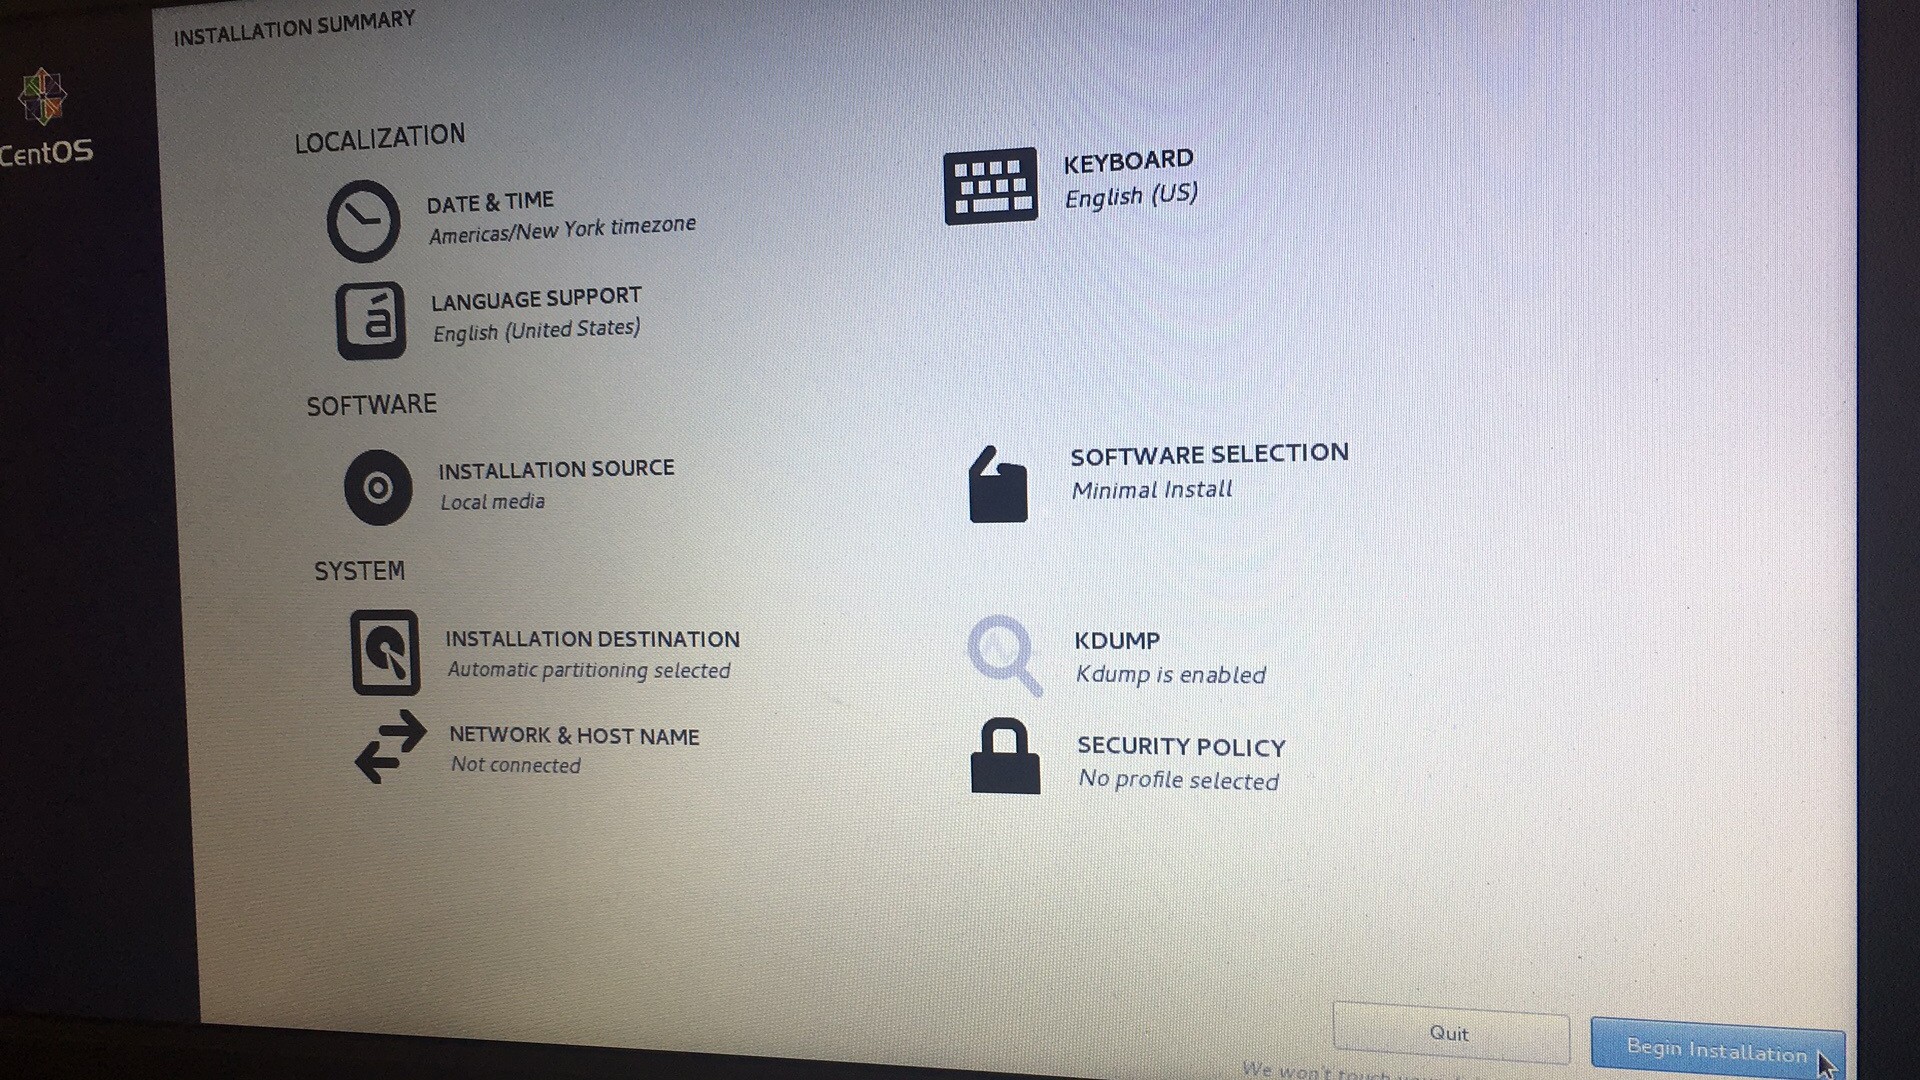 INSTALLATION SUMMARY
CentOS
LOCALIZATION
DATE & TIME
Americas/New York timezone
KEYBOARD
English (US)
LANGUAGE SUPPORT
English (United States)
SOFTWARE
INSTALLATION SOURCE
Local media
SOFTWARE SELECTION
Minimal Install
SYSTEM
INSTALLATION DESTINATION
Automatic partitioning selected
KDUMP
Kdump is enabled
NETWORK & HOST NAME
Not connected
SECURITY POLICY
No profile selected
Quit
Begin Installation
We won't touch